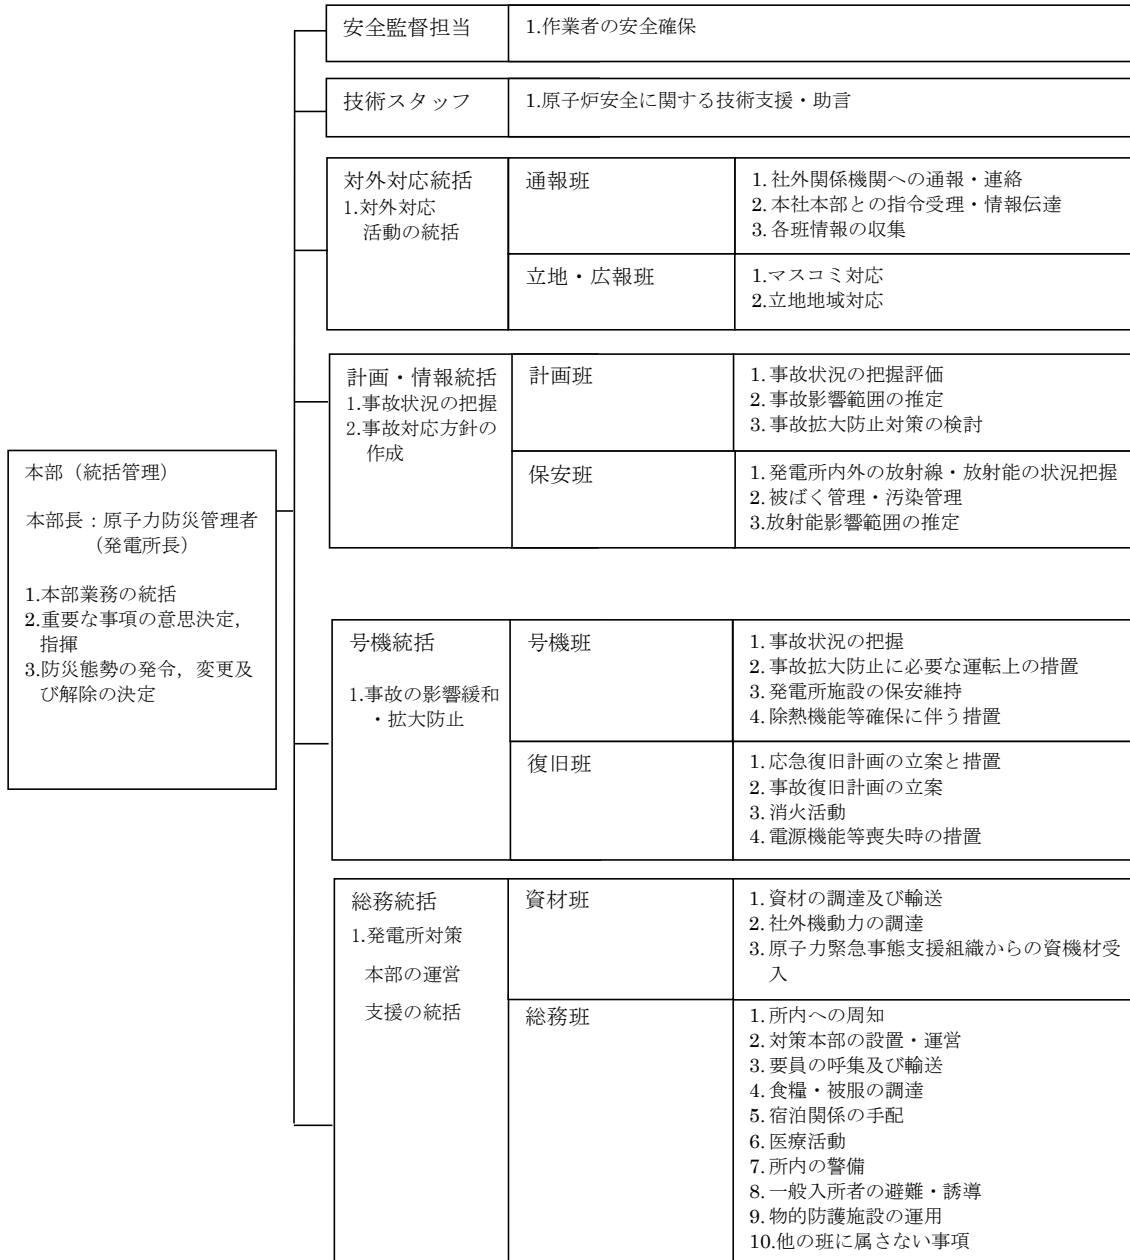 安全監督担当
1.作業者の安全確保
技術スタッフ
1.原子炉安全に関する技術支援・助言
対外対応統括
1.対外対応
活動の統括
通報班
1.社外関係機関への通報・連絡
2.本社本部との指令受理・情報伝達
3.各班情報の収集
立地・広報班
1.マスコミ対応
2.立地地域対応
計画・情報統括
1.事故状況の把握
2.事故対応方針の
作成
計画班
1.事故状況の把握評価
2.事故影響範囲の推定
3.事故拡大防止対策の検討
保安班
1.発電所内外の放射線・放射能の状況把握
2.被ばく管理・汚染管理
3.放射能影響範囲の推定
本部（統括管理）
本部長：原子力防災管理者
（発電所長）
1.本部業務の統括
2.重要な事項の意思決定，
指揮
3.防災態勢の発令，変更及
び解除の決定
号機統括
1.事故の影響緩和
・拡大防止
号機班
1.事故状況の把握
2.事故拡大防止に必要な運転上の措置
3.発電所施設の保安維持
4.除熱機能等確保に伴う措置
復旧班
1.応急復旧計画の立案と措置
2.事故復旧計画の立案
3.消火活動
4.電源機能等喪失時の措置
総務統括
1.発電所対策
本部の運営
支援の統括
資材班
1.資材の調達及び輸送
2.社外機動力の調達
3.原子力緊急事態支援組織からの資機材受
入
総務班
1.所内への周知
2.対策本部の設置・運営
3.要員の呼集及び輸送
4.食糧・被服の調達
5.宿泊関係の手配
6.医療活動
7.所内の警備
8.一般入所者の避難・誘導
9.物的防護施設の運用
10.他の班に属さない事項